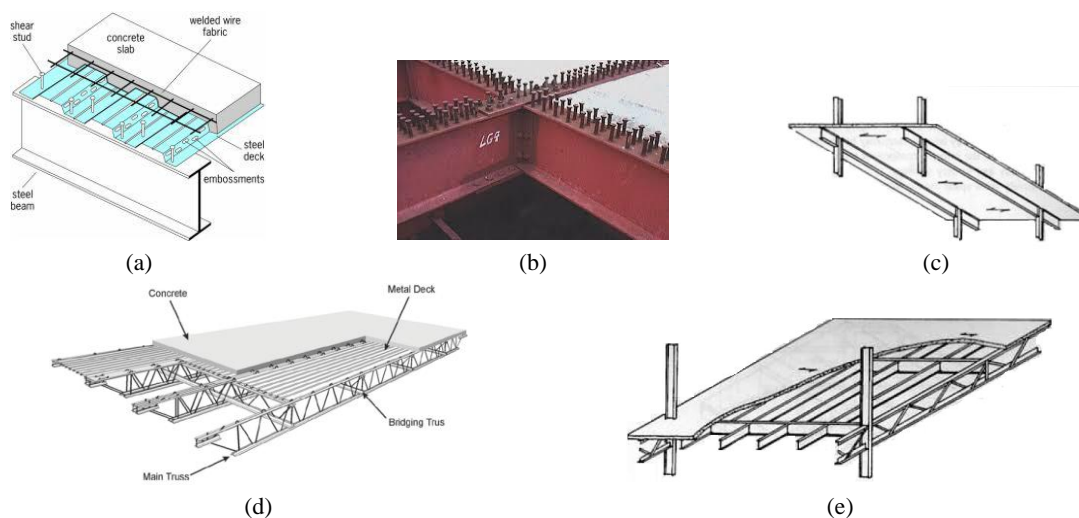 shear
stud
concrete
slab
welded wire
fabric
steel
deck
embossments
steel
beam
(a)
LG9
(b)
(c)
Concrete
Metal Deck
Bridging Trus
Main Truss
(d)
(e)